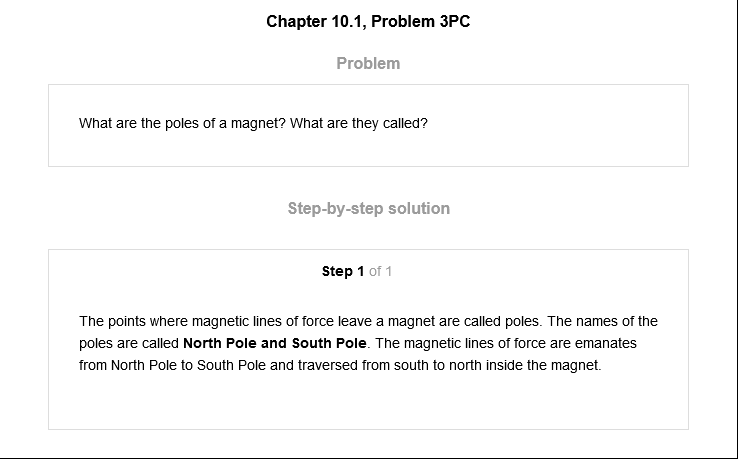 Chapter 10.1, Problem 3PC
Problem
What are the poles of a magnet? What are they called?
Step-by-step solution
Step 1 of 1
The points where magnetic lines of force leave a magnet are called poles. The names of the
poles are called North Pole and South Pole. The magnetic lines of force are emanates
from North Pole to South Pole and traversed from south to north inside the magnet.